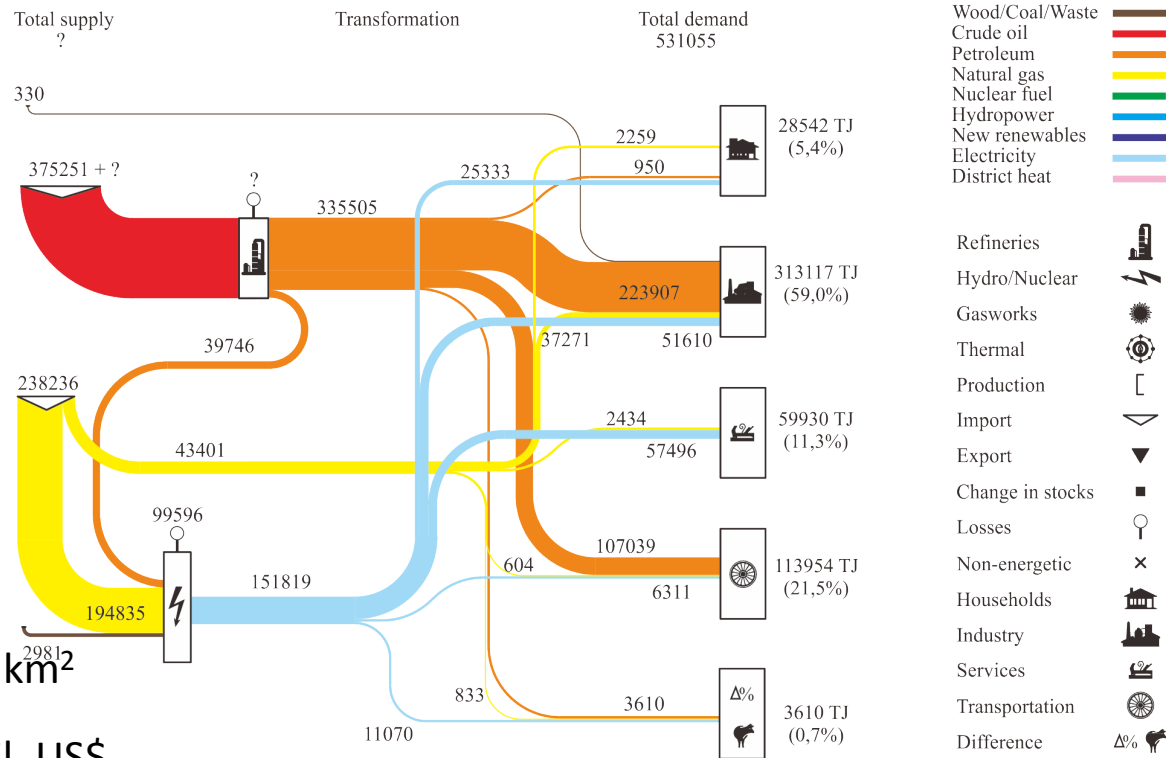 Total supply
?
Transformation
Total demand
531055
330
375251 + ?
?
335505
25333
2259
950
28542 TJ
(5,4%)
223907
37271
51610
313117 TJ
(59,0%)
39746
238236
43401
2434
57496
59930 TJ
(11,3%)
99596
151819
194835
2981
604
107039
6311
113954 TJ
(21,5%)
833
11070
3610
Δ%
3610 TJ
(0,7%)
km²
US$
Wood/Coal/Waste
Crude oil
Petroleum
Natural gas
Nuclear fuel
Hydropower
New renewables
Electricity
District heat
Refineries
Hydro/Nuclear
Gasworks
Thermal
Production
Import
Export
Change in stocks
Losses
Non-energetic
Households
Industry
Services
Transportation
Difference
Δ%